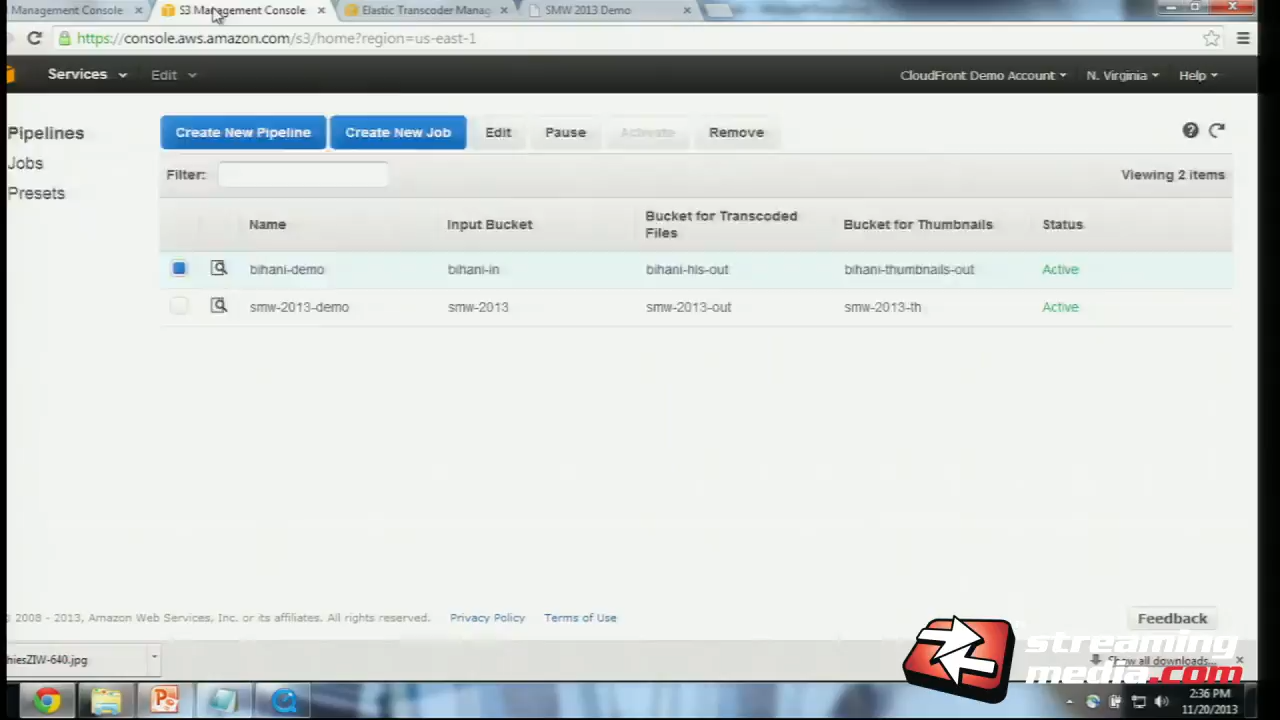 Management Console
S3 Management Console
Elastic Transcoder Manag
SMW 2013 Demo
https://console.aws.amazon.com/s3/home?region=us-east-1
Services
Edit
CloudFront Demo Account
N. Virginia
Help
Pipelines
Jobs
Presets
Create New Pipeline
Create New Job
Edit
Pause
Activate
Remove
Filter:
Viewing 2 items
Name
Input Bucket
Bucket for Transcoded
Files
Bucket for Thumbnails
Status
bihani-demo
bihani-in
bihani-hls-out
bihani-thumbnails-out
Active
smw-2013-demo
smw-2013
smw-2013-out
smw-2013-th
Active
© 2008 - 2013, Amazon Web Services, Inc. or its affiliates. All rights reserved.
Privacy Policy
Terms of Use
Feedback
hiesZIW-640.jpg
Show all downloads...
streaming
media.com
2:36 PM
11/20/2013